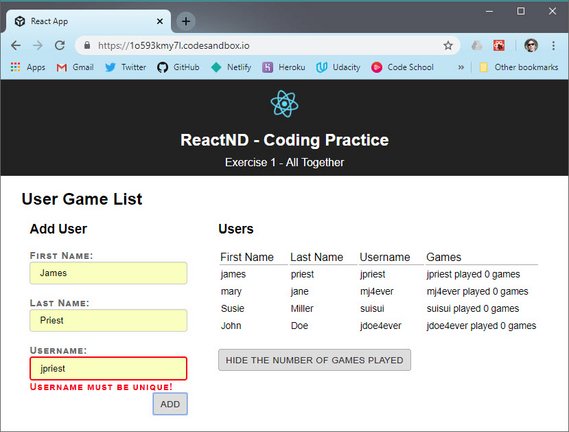 React App
https://1o593kmy7l.codesandbox.io
Apps Gmail Twitter GitHub Netlify Heroku Udacity Code School » Other bookmarks
ReactND - Coding Practice
Exercise 1 - All Together
User Game List
Add User
First Name:
James
Last Name:
Priest
Username:
jpriest
Username must be unique!
ADD
Users
First Name Last Name Username Games
james priest jpriest jpriest played 0 games
mary jane mj4ever mj4ever played 0 games
Susie Miller suisui suisui played 0 games
John Doe jdoe4ever jdoe4ever played 0 games
HIDE THE NUMBER OF GAMES PLAYED